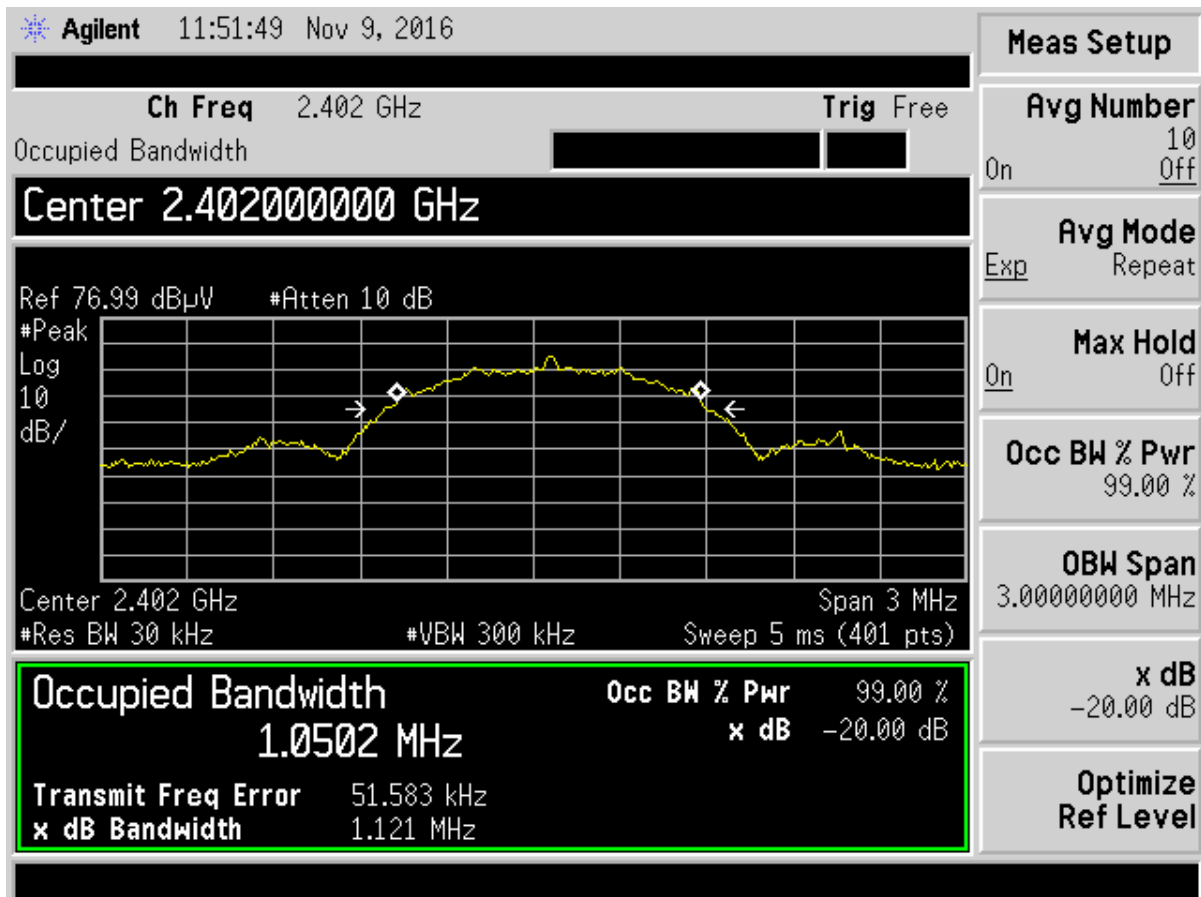 Agilent 11:51:49 Nov 9, 2016
Ch Freq 2.402 GHz Trig Free
Occupied Bandwidth
Center 2.402000000 GHz
Ref 76.99 dBµV #Atten 10 dB
#Peak
Log
10
dB/
Center 2.402 GHz Span 3 MHz
#Res BW 30 kHz #VBW 300 kHz Sweep 5 ms (401 pts)
Occupied Bandwidth Occ BW % Pwr 99.00 %
1.0502 MHz x dB -20.00 dB
Transmit Freq Error 51.583 kHz
x dB Bandwidth 1.121 MHz
Meas Setup
Avg Number
10
On Off
Avg Mode
Exp Repeat
Max Hold
On Off
Occ BW % Pwr
99.00 %
OBW Span
3.00000000 MHz
x dB
-20.00 dB
Optimize
Ref Level